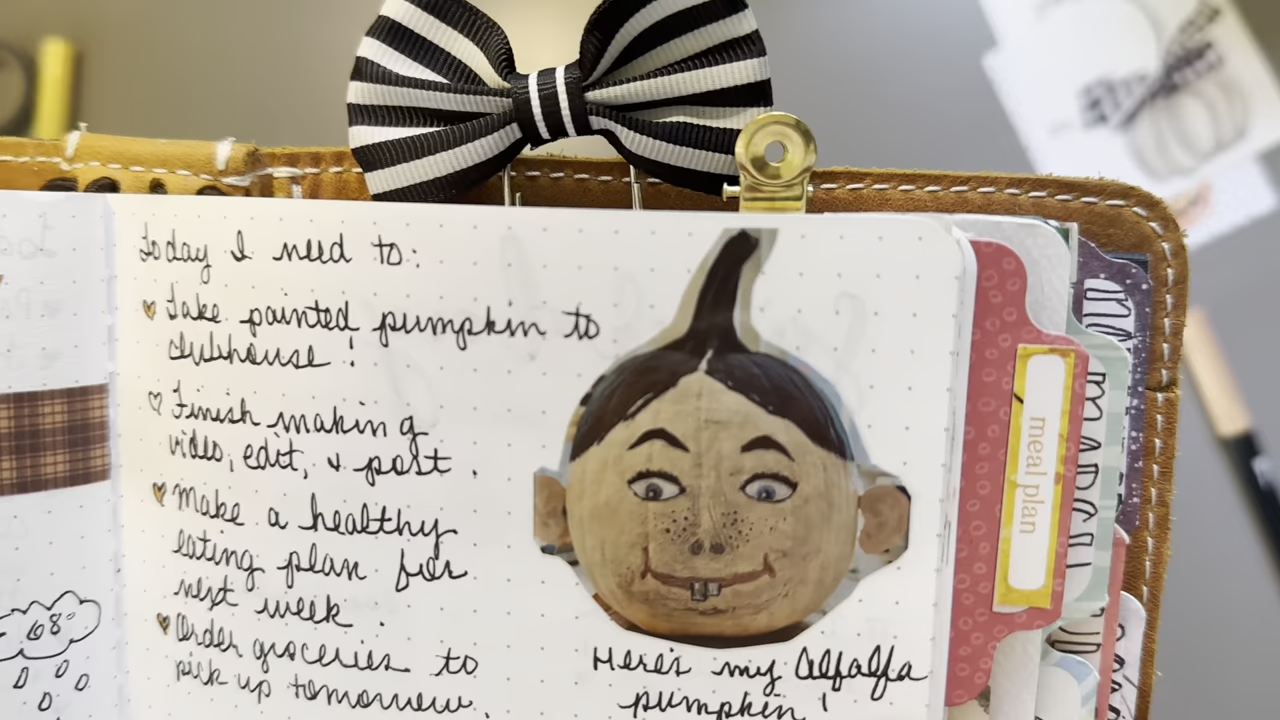 Today I need to:
Take painted pumpkin to
clubhouse!
Finish making
video, edit, & post.
Make a healthy
eating plan for
next week.
Order groceries to
pick up tomorrow.
Here's my Alfalfa
pumpkin!
68°
meal plan